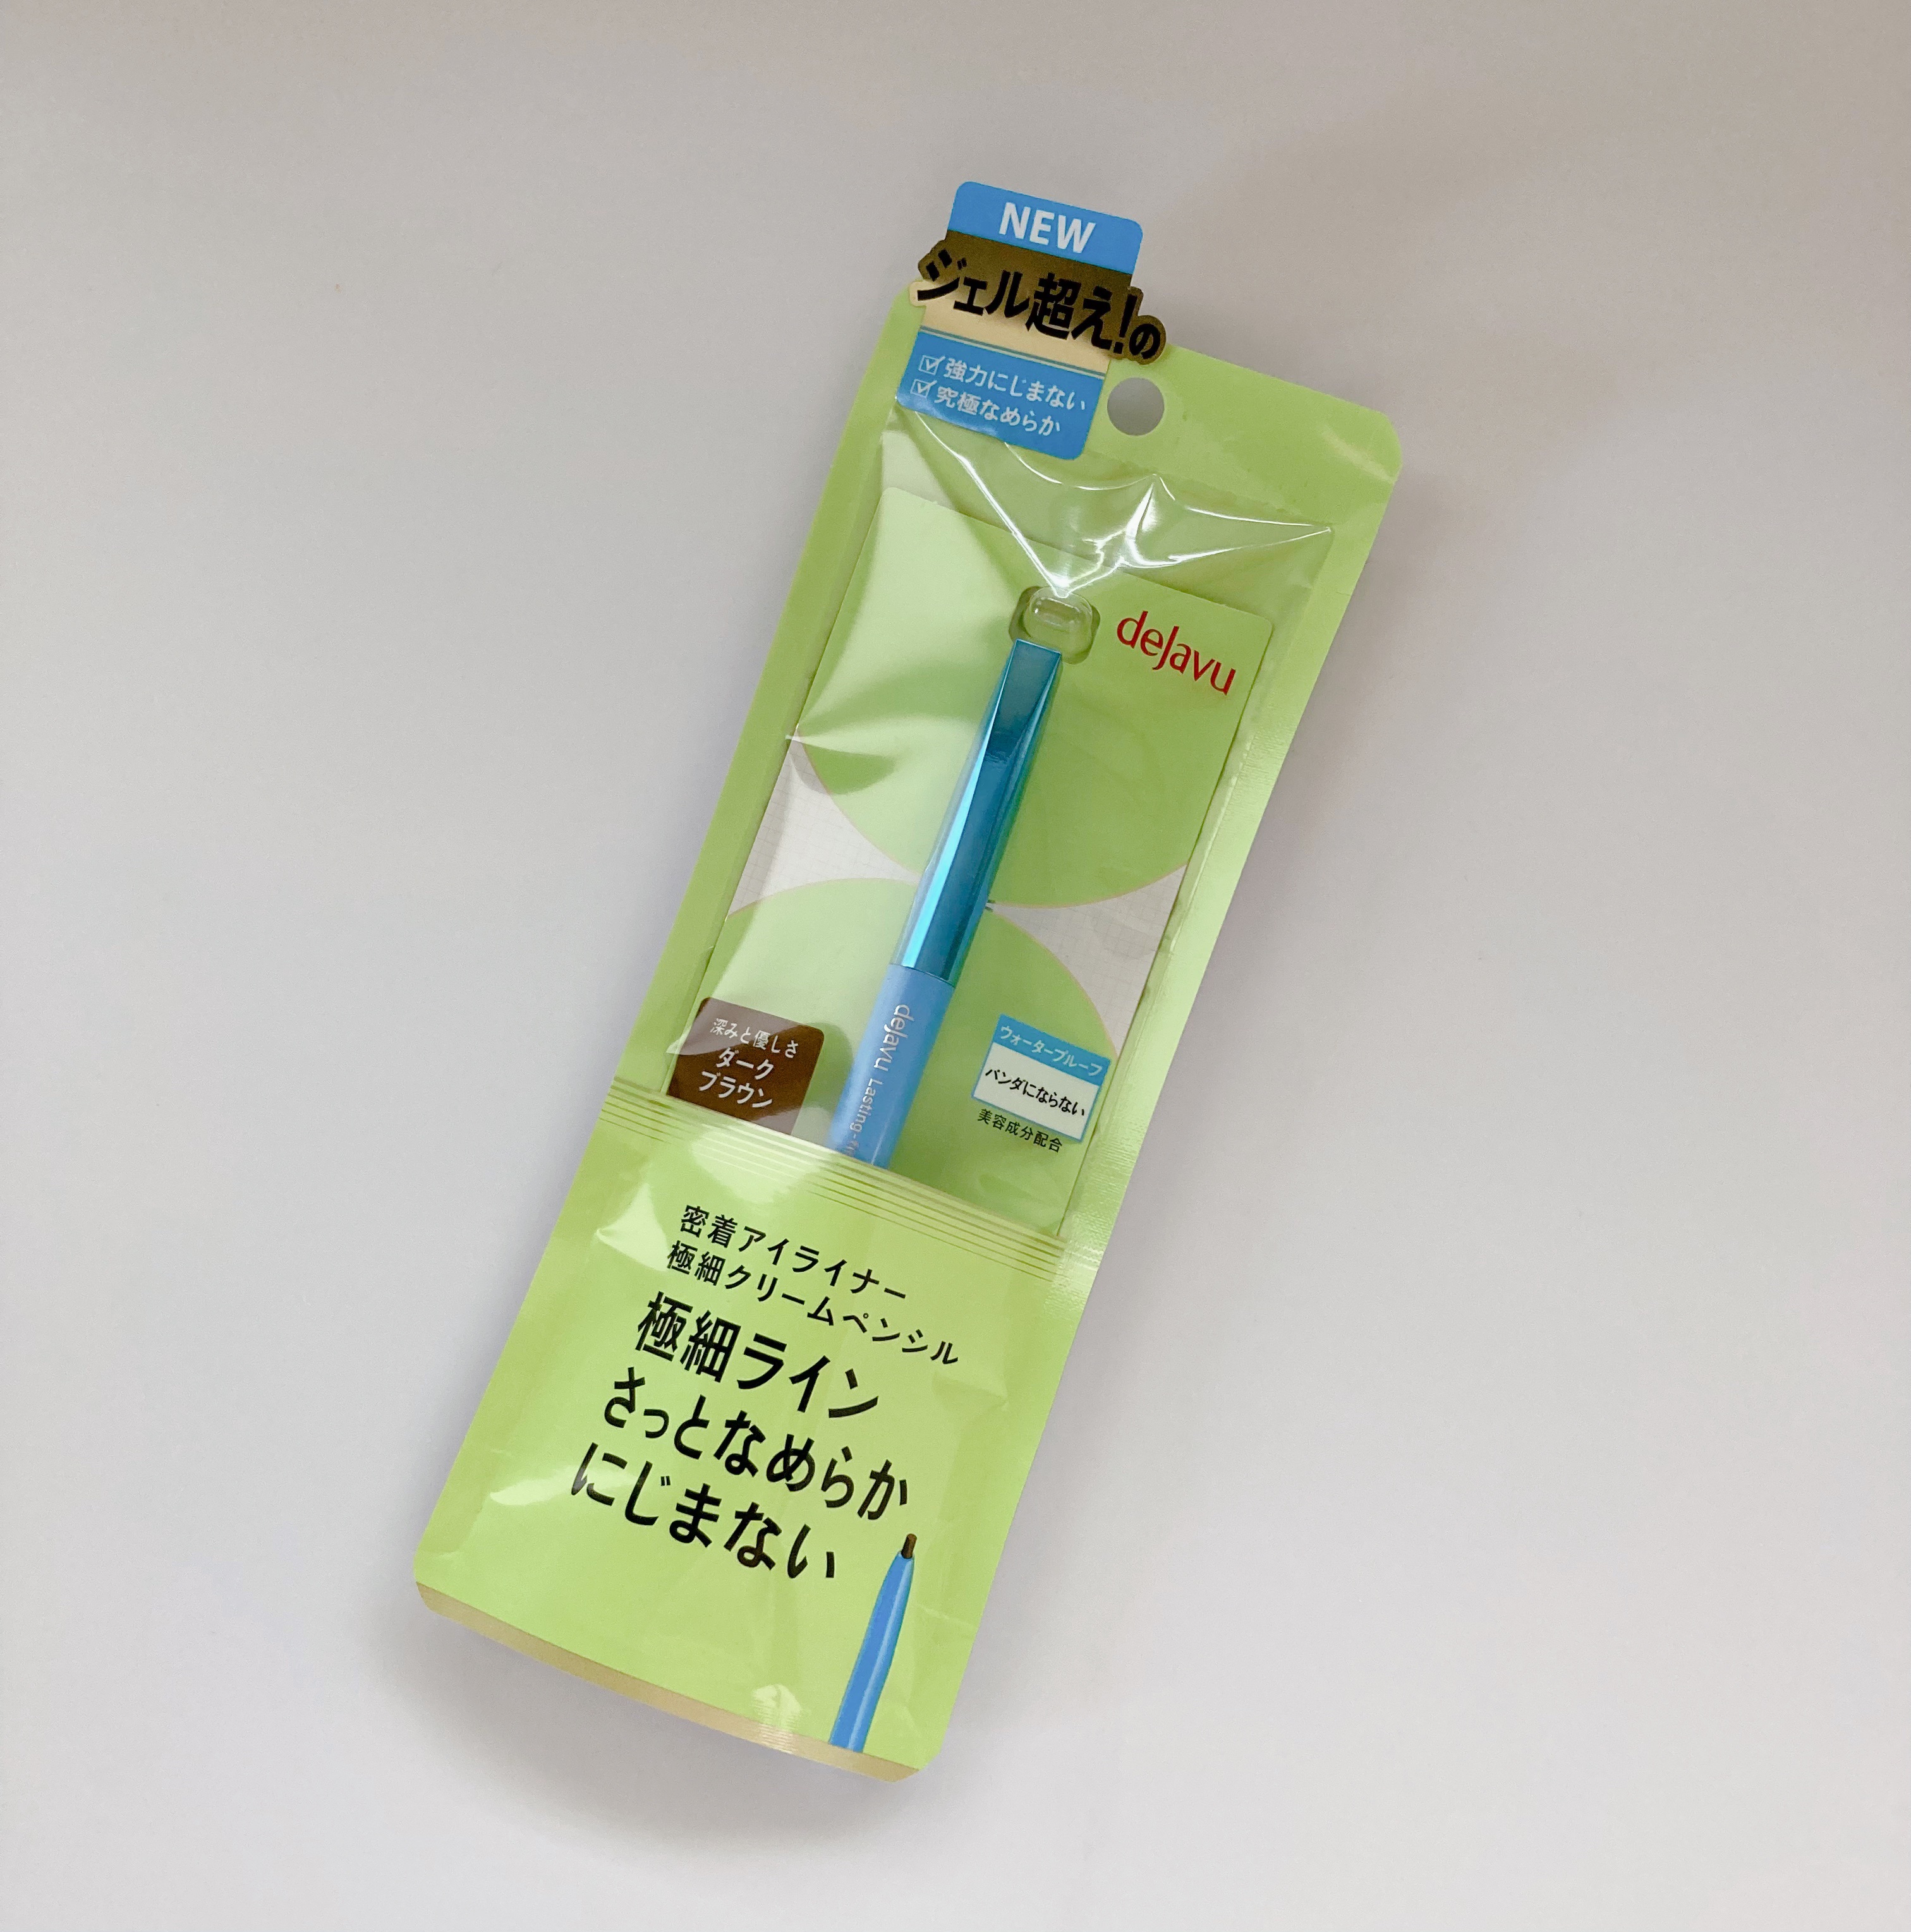 NEW
ジェル超え!の
強力にじまない
究極なめらか
dejavu
深みと優しさ
ダーク
ブラウン
dejavu Lasting-
ウォータープルーフ
パンダにならない
美容成分配合
密着アイライナー
極細クリームペンシル
極細ライン
さっとなめらか
にじまない